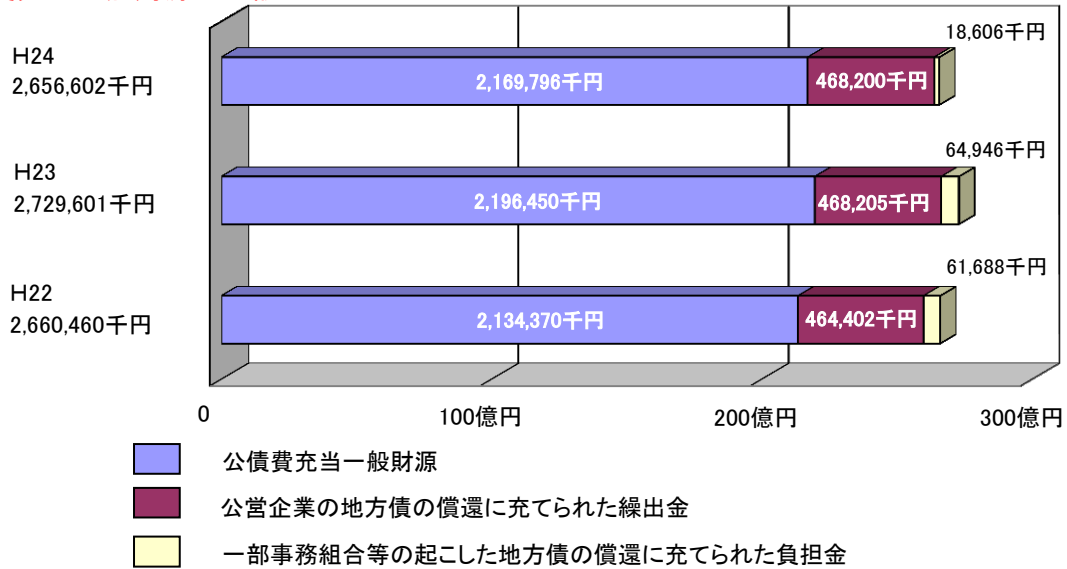 18,606千円
H24
2,656,602千円
2,169,796千円
468,200千円
64,946千円
H23
2,729,601千円
2,196,450千円
468,205千円
61,688千円
H22
2,660,460千円
2,134,370千円
464,402千円
0
100億円
200億円
300億円
公債費充当一般財源
公営企業の地方債の償還に充てられた繰出金
一部事務組合等の起こした地方債の償還に充てられた負担金